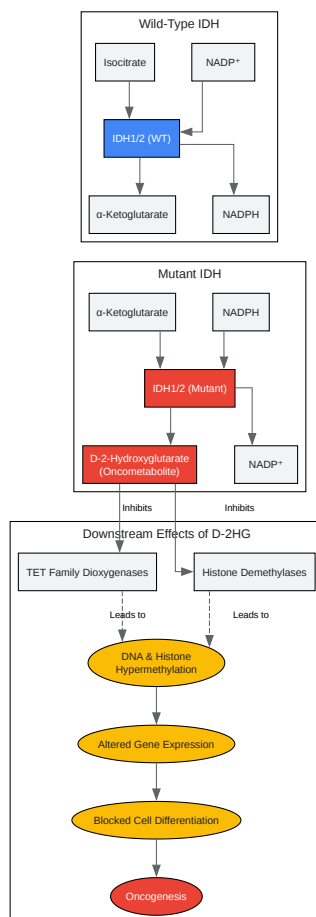 Wild-Type IDH
Isocitrate
NADP⁺
IDH1/2 (WT)
α-Ketoglutarate
NADPH
Mutant IDH
α-Ketoglutarate
NADPH
IDH1/2 (Mutant)
D-2-Hydroxyglutarate
(Oncometabolite)
NADP⁺
Inhibits
Inhibits
Downstream Effects of D-2HG
TET Family Dioxygenases
Histone Demethylases
Leads to
Leads to
DNA & Histone
Hypermethylation
Altered Gene Expression
Blocked Cell Differentiation
Oncogenesis